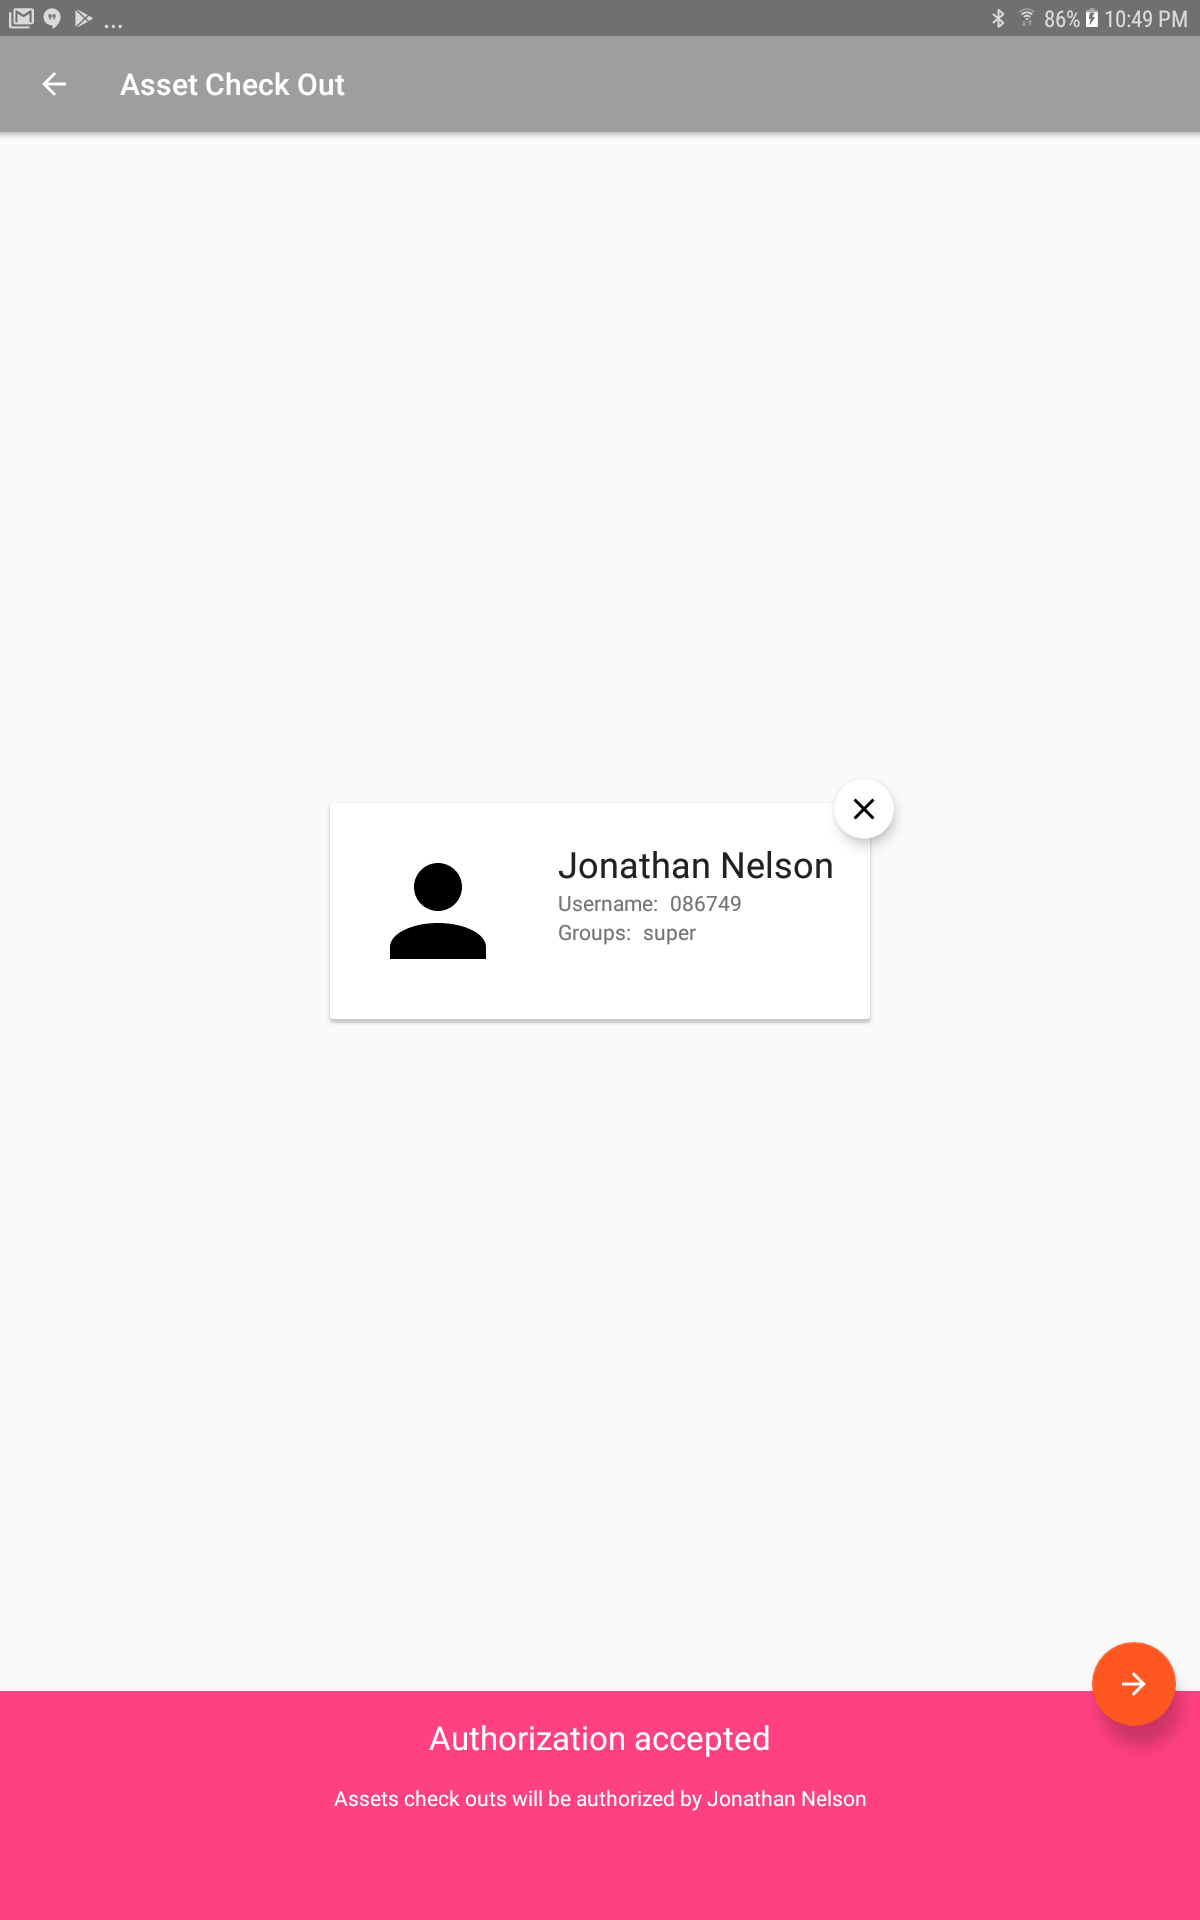 ... 86% 10:49 PM
Asset Check Out
Jonathan Nelson
Username: 086749
Groups: super
Authorization accepted
Assets check outs will be authorized by Jonathan Nelson